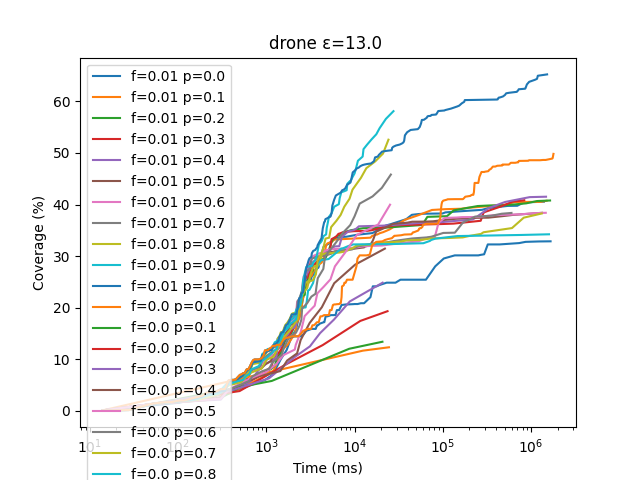 drone ε=13.0
Coverage (%)
60
50
40
30
20
10
0
f=0.01 p=0.0
f=0.01 p=0.1
f=0.01 p=0.2
f=0.01 p=0.3
f=0.01 p=0.4
f=0.01 p=0.5
f=0.01 p=0.6
f=0.01 p=0.7
f=0.01 p=0.8
f=0.01 p=0.9
f=0.01 p=1.0
f=0.0 p=0.0
f=0.0 p=0.1
f=0.0 p=0.2
f=0.0 p=0.3
f=0.0 p=0.4
f=0.0 p=0.5
f=0.0 p=0.6
f=0.0 p=0.7
f=0.0 p=0.8
10¹ 10² 10³ 10⁴ 10⁵ 10⁶
Time (ms)